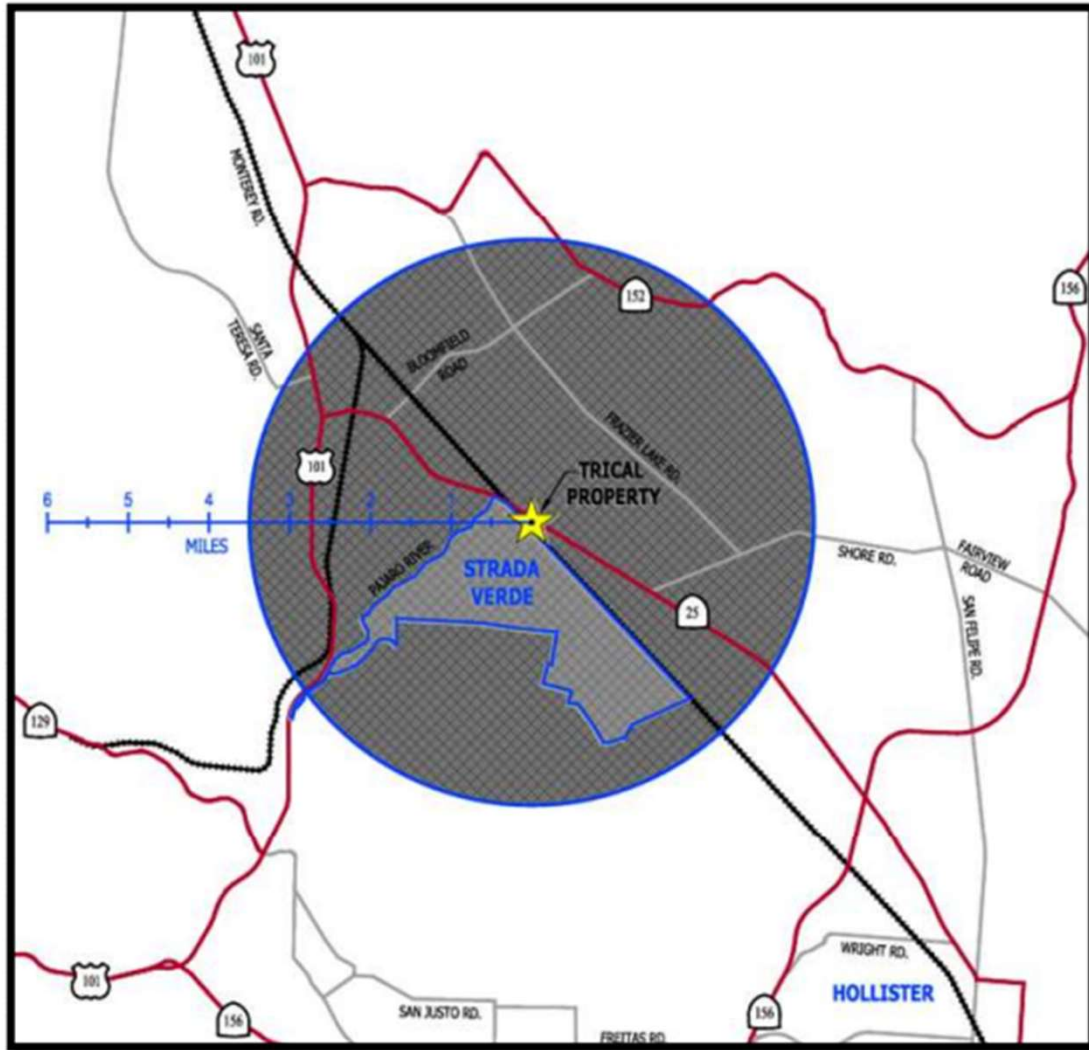 101
MONTEREY RD.
152
156
SANTA
TERESA RD.
BLOOMFIELD
ROAD
FRAZIER LAKE RD.
101
TRICAL
PROPERTY
6 5 4 3 2 1
MILES
PAJARO RIVER
STRADA
VERDE
SHORE RD.
FAIRVIEW
ROAD
25
SAN FELIPE RD.
129
WRIGHT RD.
HOLLISTER
101
156
SAN JUSTO RD.
156
FREITAS RD.